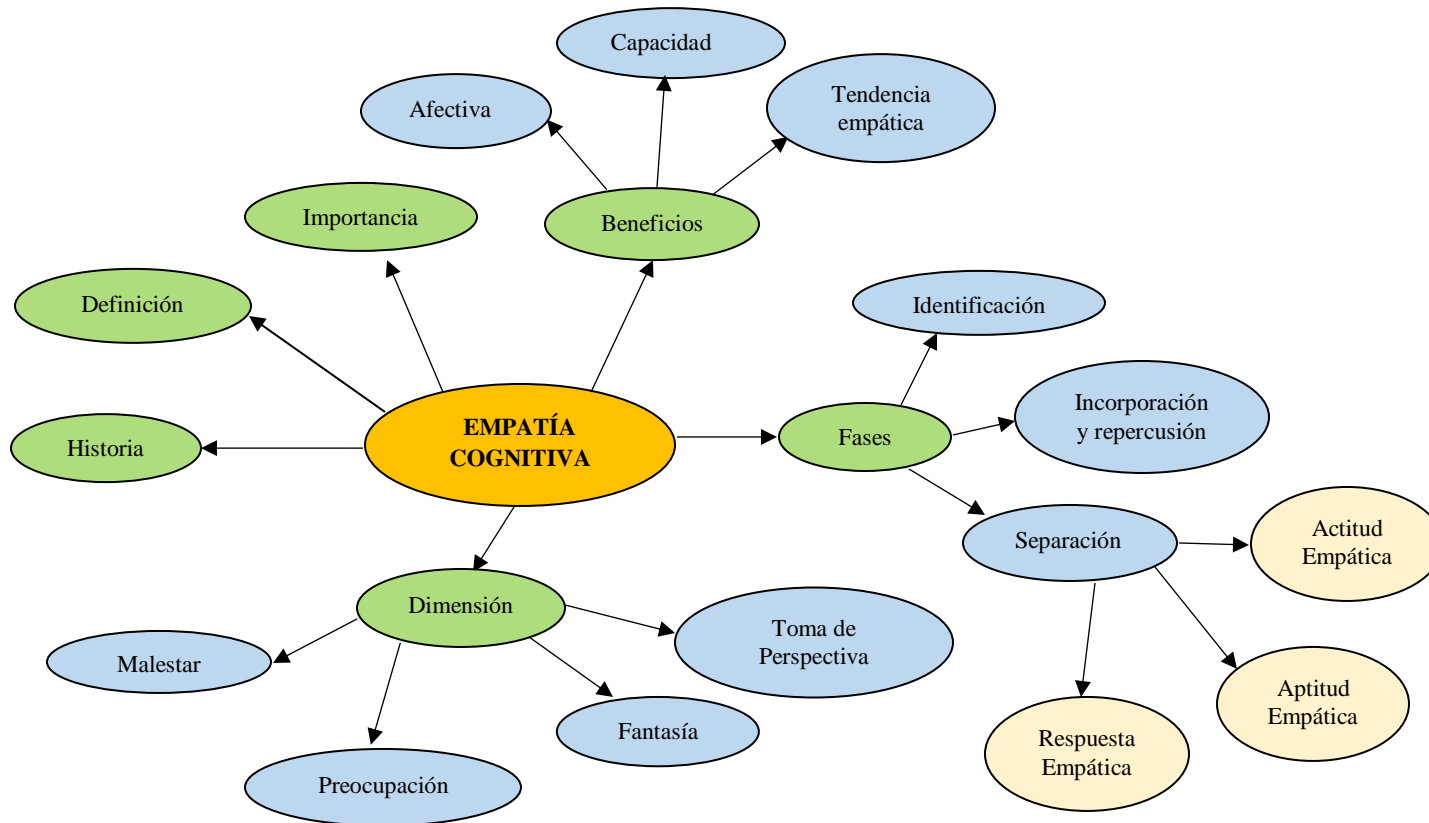 Capacidad
Afectiva
Tendencia
empática
Importancia
Beneficios
Definición
Identificación
Historia
EMPATÍA
COGNITIVA
Fases
Incorporación
y repercusión
Separación
Actitud
Empática
Dimensión
Malestar
Toma de
Perspectiva
Aptitud
Empática
Fantasía
Respuesta
Empática
Preocupación